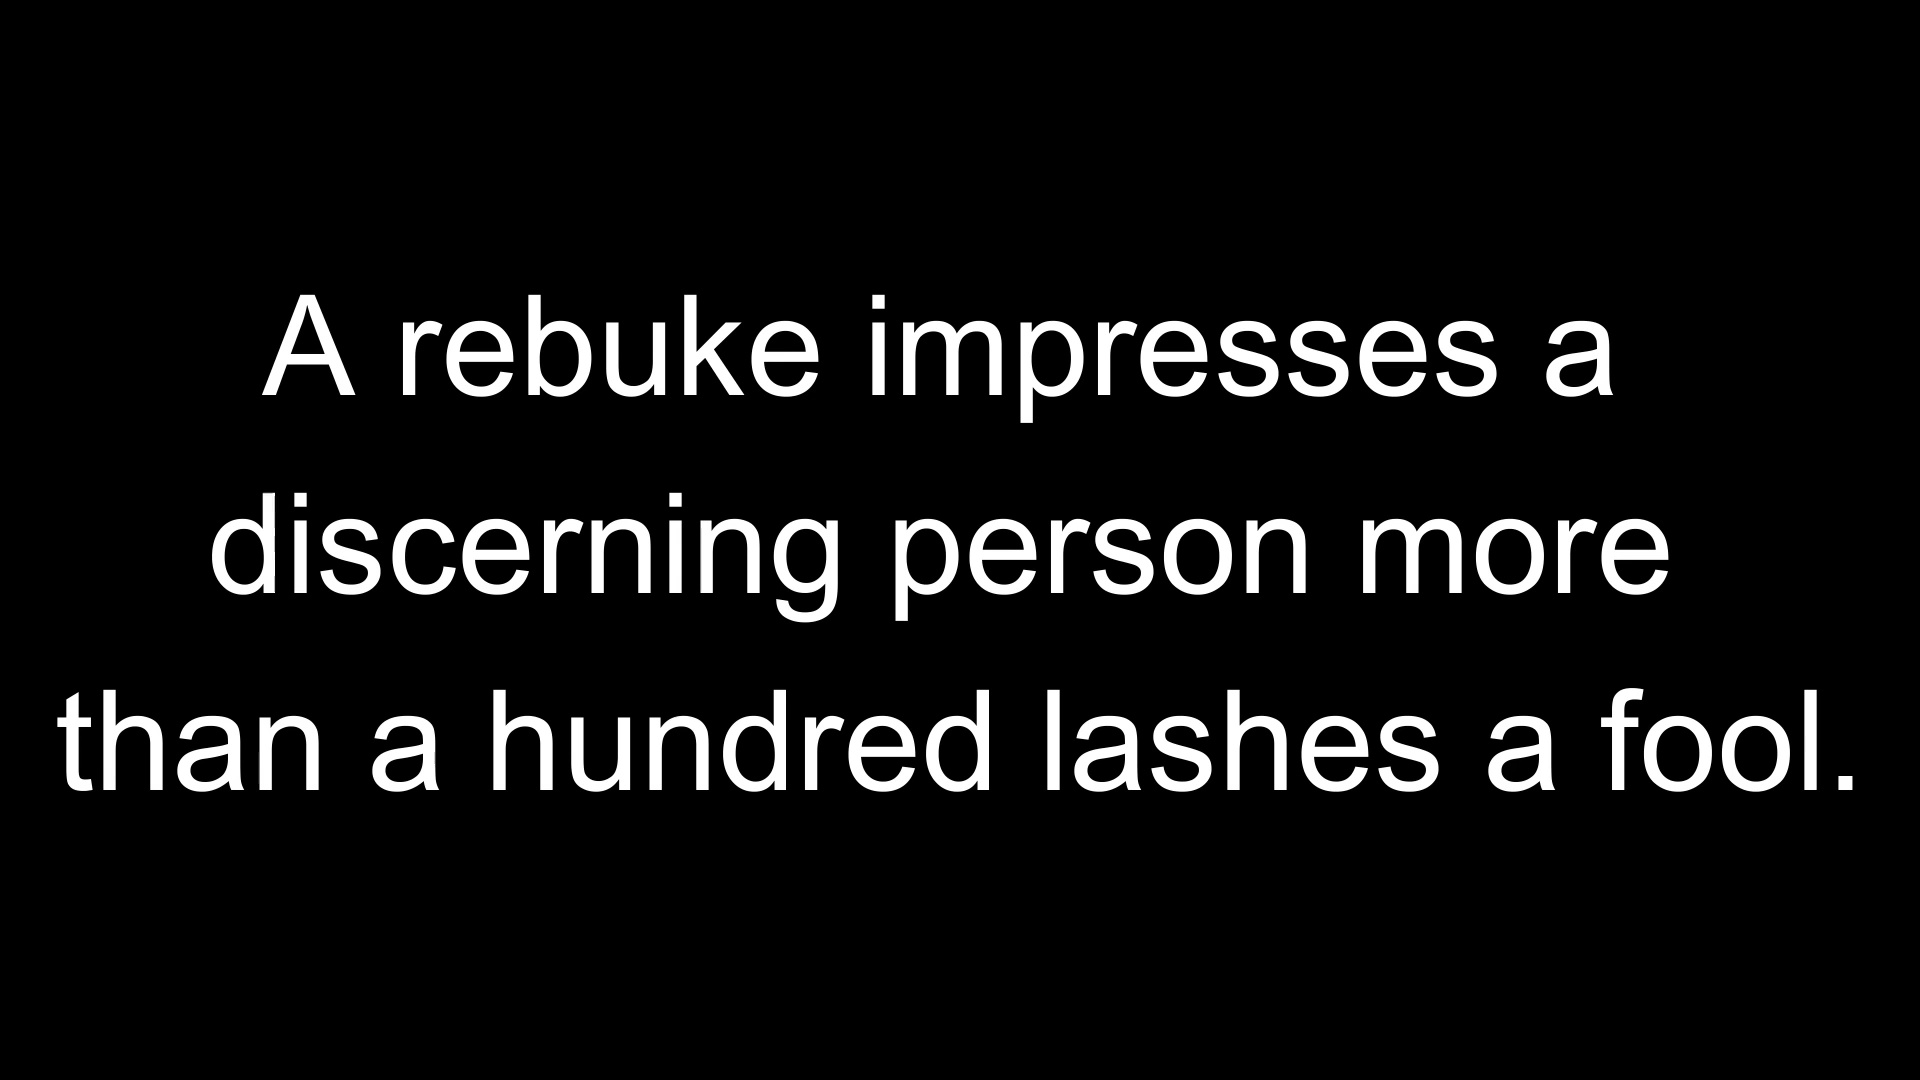 A rebuke impresses a
discerning person more
than a hundred lashes a fool.